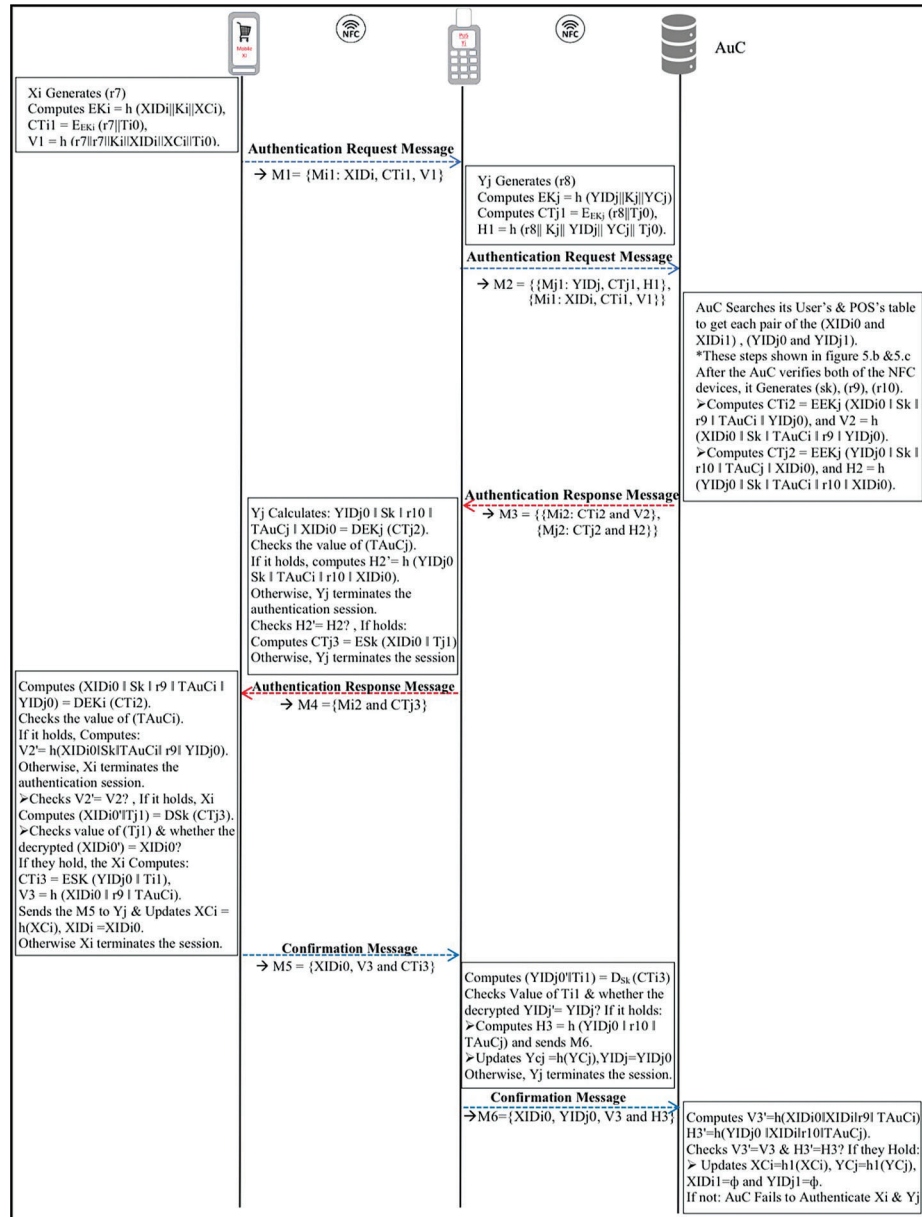 Mobile
Xi
NFC
POS
Yj
NFC
AuC
Xi Generates (r7)
Computes EKi = h (XIDi||Ki||XCi),
CTi1 = EEKi (r7||Ti0),
V1 = h (r7||r7||Ki||XIDi||XCi||Ti0).
Authentication Request Message
→ M1= {Mi1: XIDi, CTi1, V1}
Yj Generates (r8)
Computes EKj = h (YIDj||Kj||YCj)
Computes CTj1 = EEKj (r8||Tj0),
H1 = h (r8|| Kj|| YIDj|| YCj|| Tj0).
Authentication Request Message
→ M2 = {{Mj1: YIDj, CTj1, H1},
{Mi1: XIDi, CTi1, V1}}
AuC Searches its User's & POS's table
to get each pair of the (XIDi0 and
XIDi1) , (YIDj0 and YIDj1).
*These steps shown in figure 5.b &5.c
After the AuC verifies both of the NFC
devices, it Generates (sk), (r9), (r10).
➢Computes CTi2 = EEKj (XIDi0 ‖ Sk ‖
r9 ‖ TAuCi ‖ YIDj0), and V2 = h
(XIDi0 ‖ Sk ‖ TAuCi ‖ r9 ‖ YIDj0).
➢Computes CTj2 = EEKj (YIDj0 ‖ Sk ‖
r10 ‖ TAuCj ‖ XIDi0), and H2 = h
(YIDj0 ‖ Sk ‖ TAuCi ‖ r10 ‖ XIDi0).
Authentication Response Message
→ M3 = {{Mi2: CTi2 and V2},
{Mj2: CTj2 and H2}}
Yj Calculates: YIDj0 ‖ Sk ‖ r10 ‖
TAuCj ‖ XIDi0 = DEKj (CTj2).
Checks the value of (TAuCj).
If it holds, computes H2'= h (YIDj0
Sk ‖ TAuCi ‖ r10 ‖ XIDi0).
Otherwise, Yj terminates the
authentication session.
Checks H2'= H2? , If holds:
Computes CTj3 = ESk (XIDi0 ‖ Tj1)
Otherwise, Yj terminates the session
Authentication Response Message
→ M4 ={Mi2 and CTj3}
Computes (XIDi0 ‖ Sk ‖ r9 ‖ TAuCi ‖
YIDj0) = DEKi (CTi2).
Checks the value of (TAuCi).
If it holds, Computes:
V2'= h(XIDi0‖Sk‖TAuCi‖ r9‖ YIDj0).
Otherwise, Xi terminates the
authentication session.
➢Checks V2'= V2? , If it holds, Xi
Computes (XIDi0'‖Tj1) = DSk (CTj3).
➢Checks value of (Tj1) & whether the
decrypted (XIDi0') = XIDi0?
If they hold, the Xi Computes:
CTi3 = ESK (YIDj0 ‖ Ti1),
V3 = h (XIDi0 ‖ r9 ‖ TAuCi).
Sends the M5 to Yj & Updates XCi =
h(XCi), XIDi =XIDi0.
Otherwise Xi terminates the session.
Confirmation Message
→ M5 = {XIDi0, V3 and CTi3}
Computes (YIDj0'‖Ti1) = DSk (CTi3)
Checks Value of Ti1 & whether the
decrypted YIDj'= YIDj? If it holds:
➢Computes H3 = h (YIDj0 ‖ r10 ‖
TAuCj) and sends M6.
➢Updates Ycj =h(YCj),YIDj=YIDj0
Otherwise, Yj terminates the session.
Confirmation Message
→M6={XIDi0, YIDj0, V3 and H3}
Computes V3'=h(XIDi0‖XIDi‖r9‖ TAuCi)
H3'=h(YIDj0 ‖XIDi‖r10‖TAuCj).
Checks V3'=V3 & H3'=H3? If they Hold:
➢ Updates XCi=h1(XCi), YCj=h1(YCj),
XIDi1=ϕ and YIDj1=ϕ.
If not: AuC Fails to Authenticate Xi & Yj